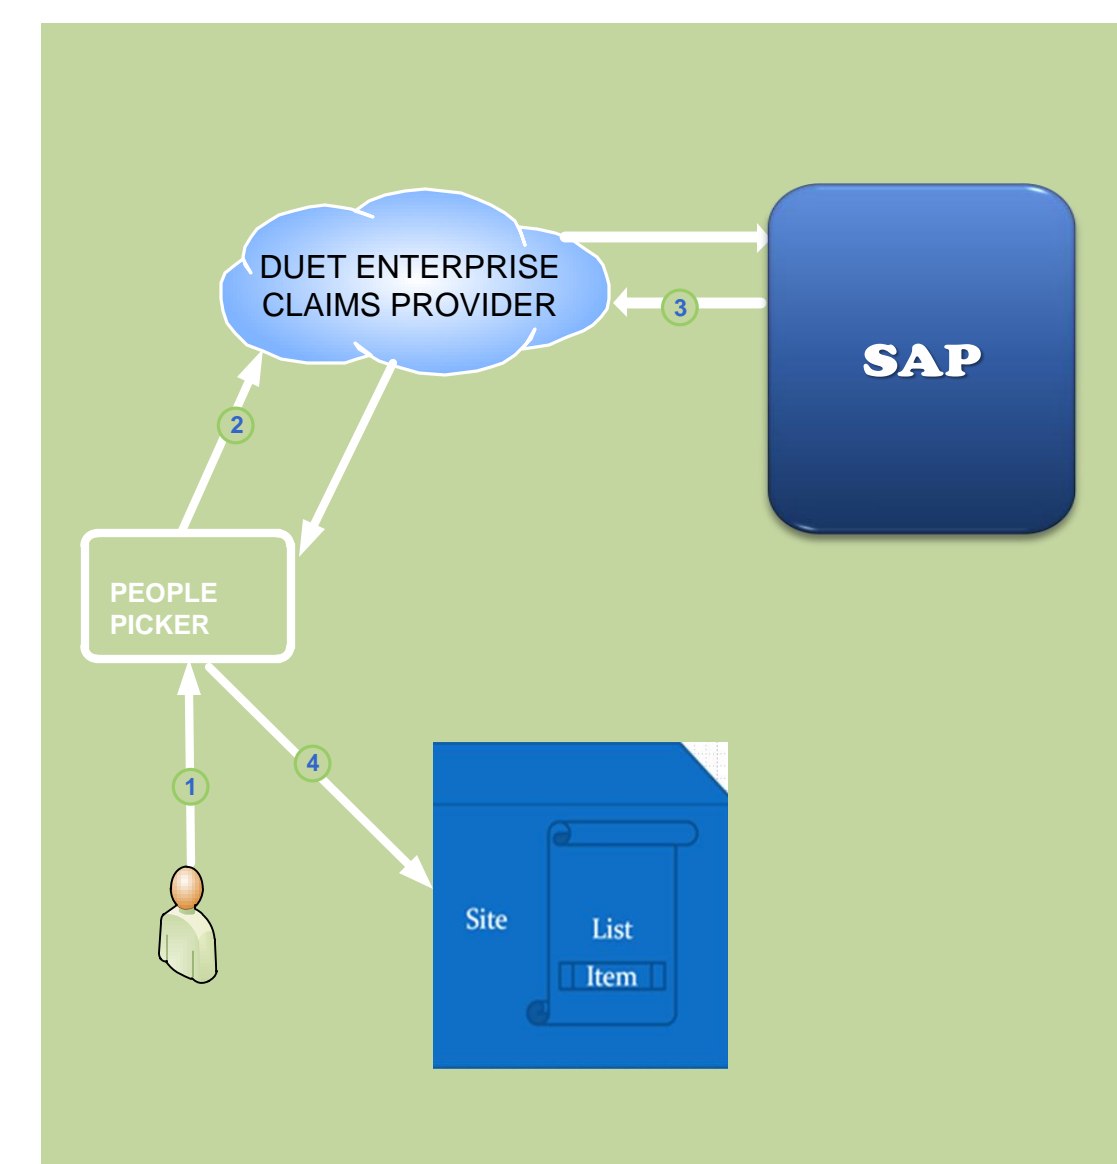 DUET ENTERPRISE
CLAIMS PROVIDER
3
SAP
2
PEOPLE
PICKER
4
1
Site
List
Item